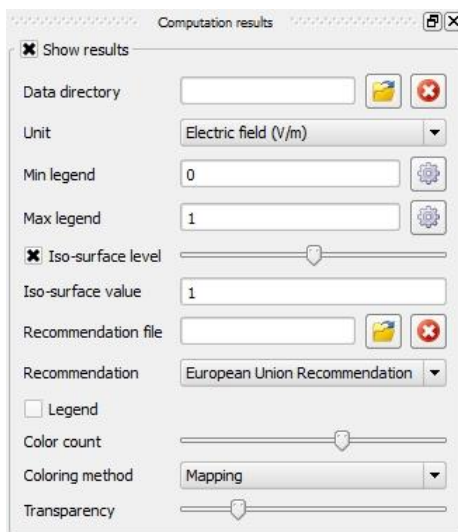 Computation results
Show results
Data directory
Unit Electric field (V/m)
Min legend 0
Max legend 1
Iso-surface level
Iso-surface value 1
Recommendation file
Recommendation European Union Recommendation
Legend
Color count
Coloring method Mapping
Transparency